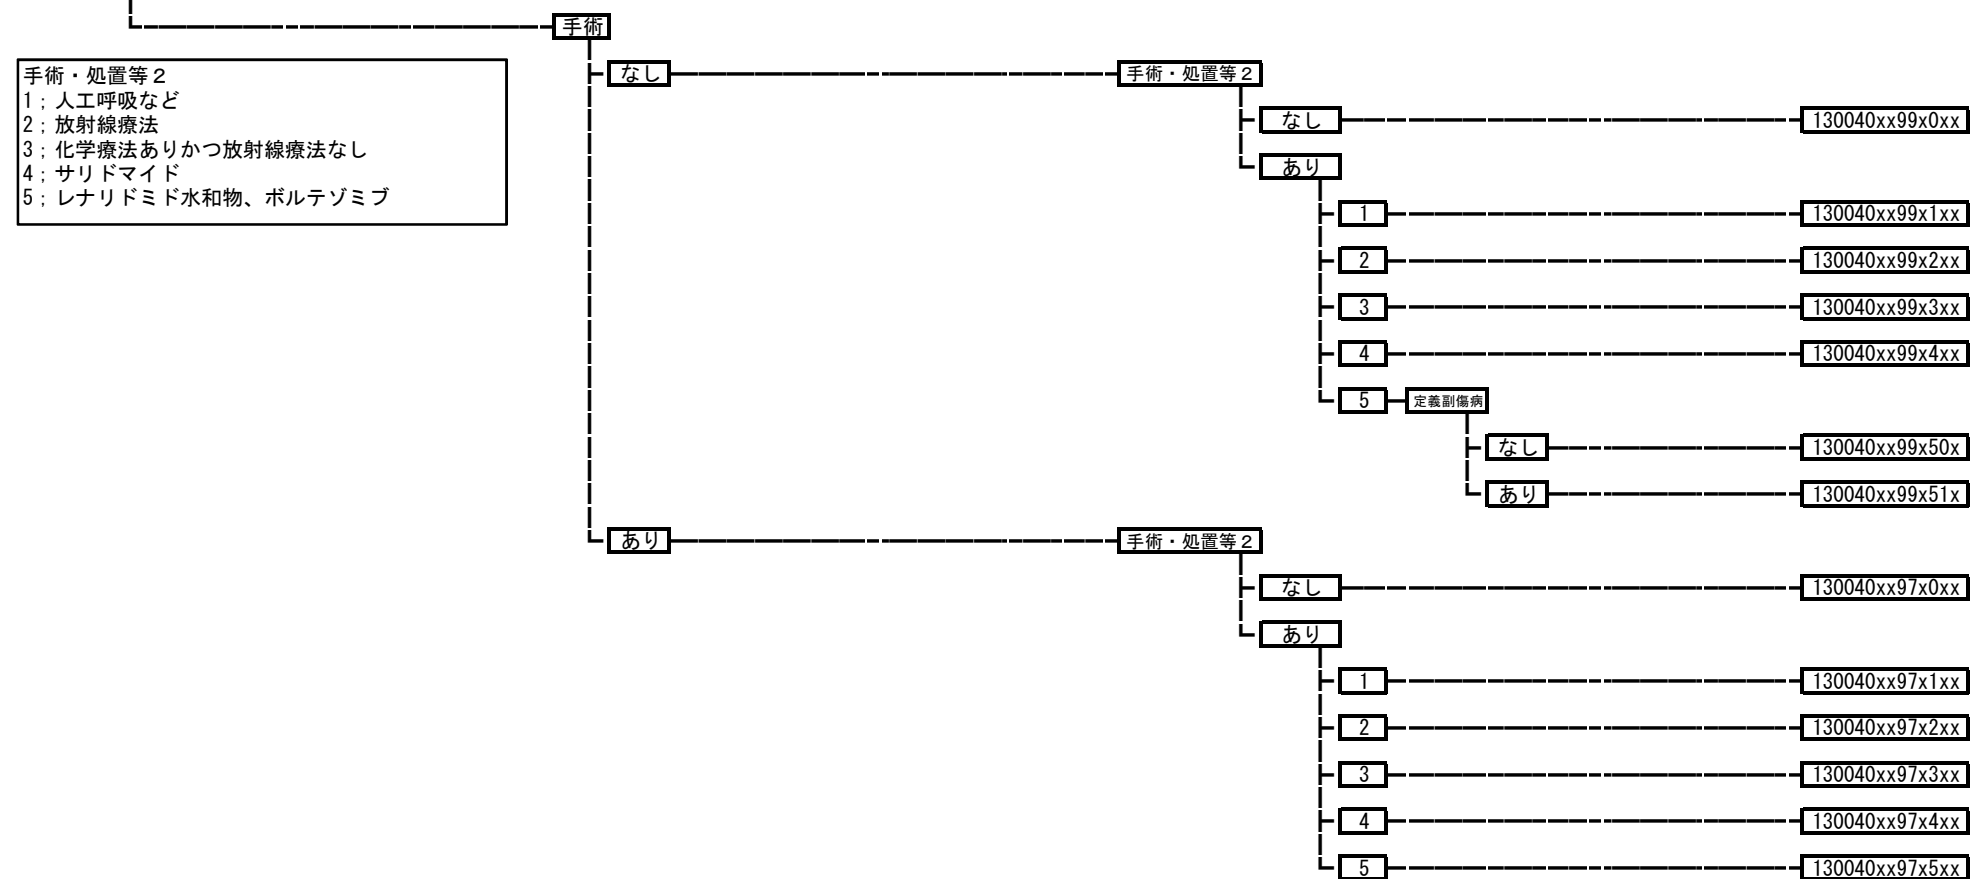 手術
手術・処置等２
1；人工呼吸など
2；放射線療法
3；化学療法ありかつ放射線療法なし
4；サリドマイド
5；レナリドミド水和物、ボルテゾミブ
なし
手術・処置等２
なし
130040xx99x0xx
あり
1
130040xx99x1xx
2
130040xx99x2xx
3
130040xx99x3xx
4
130040xx99x4xx
5
定義副傷病
なし
130040xx99x50x
あり
130040xx99x51x
あり
手術・処置等２
なし
130040xx97x0xx
あり
1
130040xx97x1xx
2
130040xx97x2xx
3
130040xx97x3xx
4
130040xx97x4xx
5
130040xx97x5xx